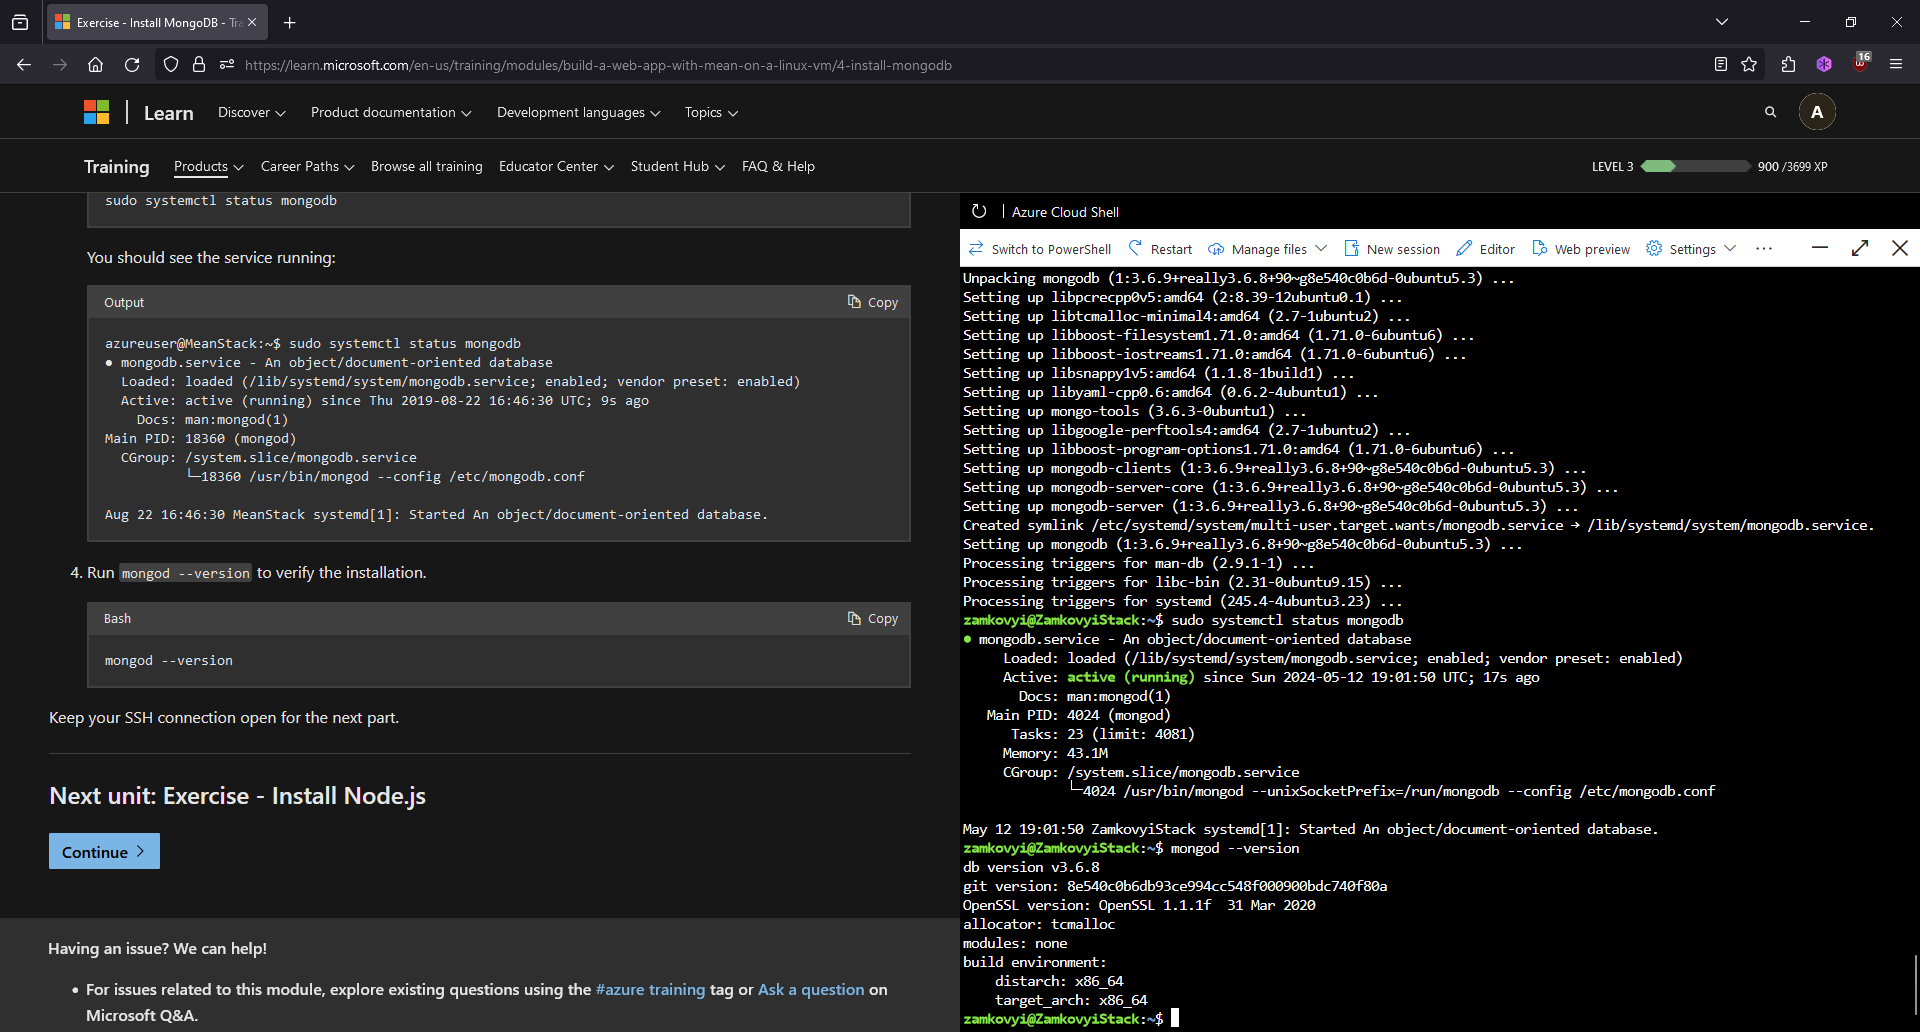 Exercise - Install MongoDB - Tra
https://learn.microsoft.com/en-us/training/modules/build-a-web-app-with-mean-on-a-linux-vm/4-install-mongodb
16
Learn
Discover
Product documentation
Development languages
Topics
A
Training
Products
Career Paths
Browse all training
Educator Center
Student Hub
FAQ & Help
LEVEL 3
900 /3699 XP
sudo systemctl status mongodb
You should see the service running:
Output
Copy
azureuser@MeanStack:~$ sudo systemctl status mongodb
● mongodb.service - An object/document-oriented database
Loaded: loaded (/lib/systemd/system/mongodb.service; enabled; vendor preset: enabled)
Active: active (running) since Thu 2019-08-22 16:46:30 UTC; 9s ago
Docs: man:mongod(1)
Main PID: 18360 (mongod)
CGroup: /system.slice/mongodb.service
└─18360 /usr/bin/mongod --config /etc/mongodb.conf
Aug 22 16:46:30 MeanStack systemd[1]: Started An object/document-oriented database.
4. Run mongod --version to verify the installation.
Bash
Copy
mongod --version
Keep your SSH connection open for the next part.
Next unit: Exercise - Install Node.js
Continue
Having an issue? We can help!
• For issues related to this module, explore existing questions using the #azure training tag or Ask a question on
Microsoft Q&A.
Azure Cloud Shell
Switch to PowerShell
Restart
Manage files
New session
Editor
Web preview
Settings
Unpacking mongodb (1:3.6.9+really3.6.8+90~g8e540c0b6d-0ubuntu5.3) ...
Setting up libpcrecpp0v5:amd64 (2:8.39-12ubuntu0.1) ...
Setting up libtcmalloc-minimal4:amd64 (2.7-1ubuntu2) ...
Setting up libboost-filesystem1.71.0:amd64 (1.71.0-6ubuntu6) ...
Setting up libboost-iostreams1.71.0:amd64 (1.71.0-6ubuntu6) ...
Setting up libsnappy1v5:amd64 (1.1.8-1build1) ...
Setting up libyaml-cpp0.6:amd64 (0.6.2-4ubuntu1) ...
Setting up mongo-tools (3.6.3-0ubuntu1) ...
Setting up libgoogle-perftools4:amd64 (2.7-1ubuntu2) ...
Setting up libboost-program-options1.71.0:amd64 (1.71.0-6ubuntu6) ...
Setting up mongodb-clients (1:3.6.9+really3.6.8+90~g8e540c0b6d-0ubuntu5.3) ...
Setting up mongodb-server-core (1:3.6.9+really3.6.8+90~g8e540c0b6d-0ubuntu5.3) ...
Setting up mongodb-server (1:3.6.9+really3.6.8+90~g8e540c0b6d-0ubuntu5.3) ...
Created symlink /etc/systemd/system/multi-user.target.wants/mongodb.service → /lib/systemd/system/mongodb.service.
Setting up mongodb (1:3.6.9+really3.6.8+90~g8e540c0b6d-0ubuntu5.3) ...
Processing triggers for man-db (2.9.1-1) ...
Processing triggers for libc-bin (2.31-0ubuntu9.15) ...
Processing triggers for systemd (245.4-4ubuntu3.23) ...
zamkovyi@ZamkovyiStack:~$ sudo systemctl status mongodb
● mongodb.service - An object/document-oriented database
Loaded: loaded (/lib/systemd/system/mongodb.service; enabled; vendor preset: enabled)
Active: active (running) since Sun 2024-05-12 19:01:50 UTC; 17s ago
Docs: man:mongod(1)
Main PID: 4024 (mongod)
Tasks: 23 (limit: 4081)
Memory: 43.1M
CGroup: /system.slice/mongodb.service
└─4024 /usr/bin/mongod --unixSocketPrefix=/run/mongodb --config /etc/mongodb.conf
May 12 19:01:50 ZamkovyiStack systemd[1]: Started An object/document-oriented database.
zamkovyi@ZamkovyiStack:~$ mongod --version
db version v3.6.8
git version: 8e540c0b6db93ce994cc548f000900bdc740f80a
OpenSSL version: OpenSSL 1.1.1f  31 Mar 2020
allocator: tcmalloc
modules: none
build environment:
distarch: x86_64
target_arch: x86_64
zamkovyi@ZamkovyiStack:~$